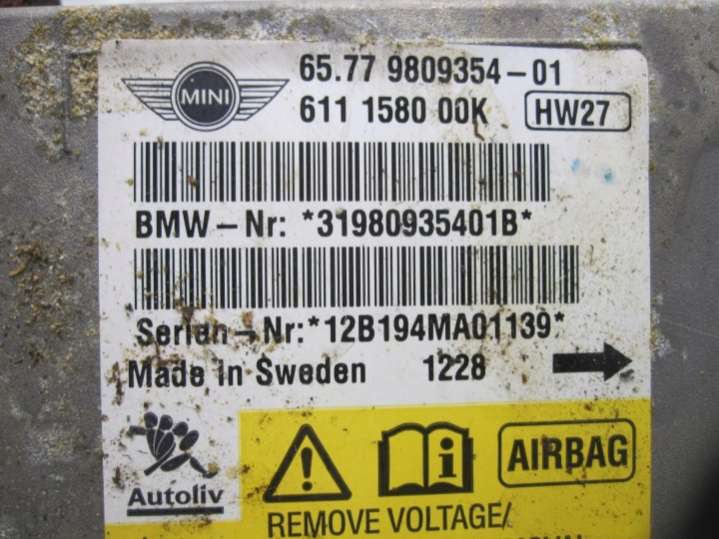 MINI
65.77 9809354-01
611 1580 00K HW27
BMW-Nr: *31980935401B*
Serien-Nr:*12B194MA01139*
Made in Sweden 1228
Autoliv
AIRBAG
REMOVE VOLTAGE/